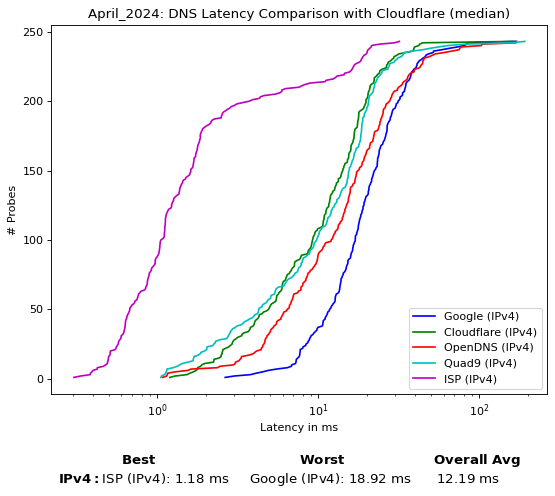 April_2024: DNS Latency Comparison with Cloudflare (median)
250
200
150
100
50
0
# Probes
10⁰
10¹
10²
Latency in ms
Google (IPv4)
Cloudflare (IPv4)
OpenDNS (IPv4)
Quad9 (IPv4)
ISP (IPv4)
Best Worst Overall Avg
IPv4: ISP (IPv4): 1.18 ms Google (IPv4): 18.92 ms 12.19 ms